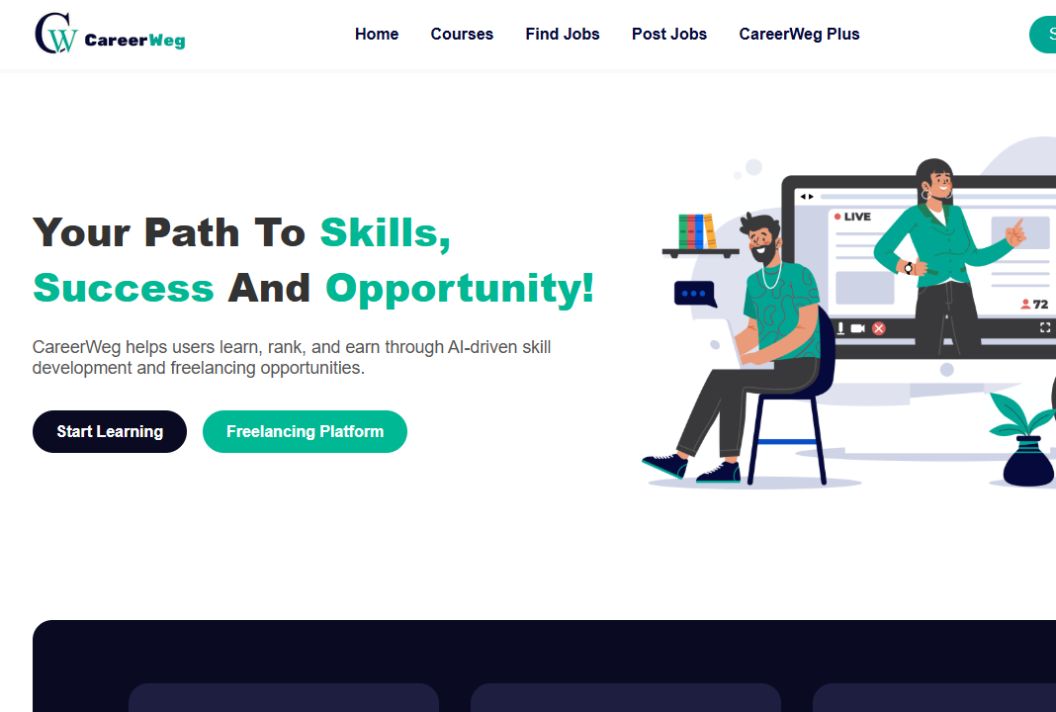 CW CareerWeg
Home Courses Find Jobs Post Jobs CareerWeg Plus
S
Your Path To Skills,
Success And Opportunity!
CareerWeg helps users learn, rank, and earn through AI-driven skill
development and freelancing opportunities.
Start Learning Freelancing Platform
LIVE
72